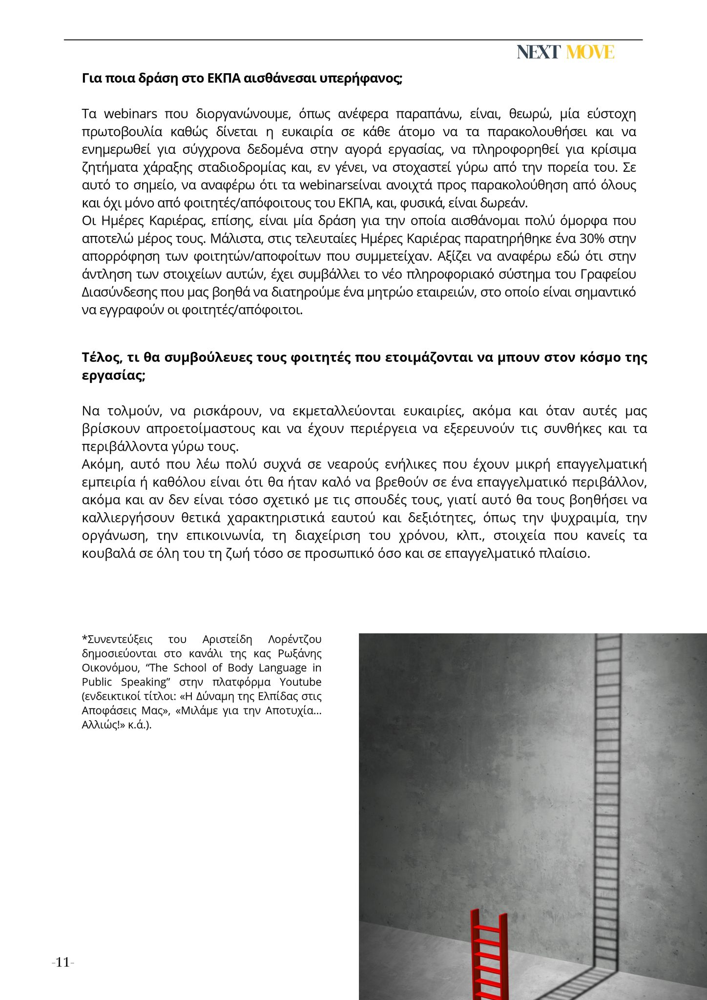 NEXT MOVE
Για ποια δράση στο ΕΚΠΑ αισθάνεσαι υπερήφανος;
Τα webinars που διοργανώνουμε, όπως ανέφερα παραπάνω, είναι, θεωρώ, μία εύστοχη
πρωτοβουλία καθώς δίνεται η ευκαιρία σε κάθε άτομο να τα παρακολουθήσει και να
ενημερωθεί για σύγχρονα δεδομένα στην αγορά εργασίας, να πληροφορηθεί για κρίσιμα
ζητήματα χάραξης σταδιοδρομίας και, εν γένει, να στοχαστεί γύρω από την πορεία του. Σε
αυτό το σημείο, να αναφέρω ότι τα webinarsείναι ανοιχτά προς παρακολούθηση από όλους
και όχι μόνο από φοιτητές/απόφοιτους του ΕΚΠΑ, και, φυσικά, είναι δωρεάν.
Οι Ημέρες Καριέρας, επίσης, είναι μία δράση για την οποία αισθάνομαι πολύ όμορφα που
αποτελώ μέρος τους. Μάλιστα, στις τελευταίες Ημέρες Καριέρας παρατηρήθηκε ένα 30% στην
απορρόφηση των φοιτητών/αποφοίτων που συμμετείχαν. Αξίζει να αναφέρω εδώ ότι στην
άντληση των στοιχείων αυτών, έχει συμβάλλει το νέο πληροφοριακό σύστημα του Γραφείου
Διασύνδεσης που μας βοηθά να διατηρούμε ένα μητρώο εταιρειών, στο οποίο είναι σημαντικό
να εγγραφούν οι φοιτητές/απόφοιτοι.
Τέλος, τι θα συμβούλευες τους φοιτητές που ετοιμάζονται να μπουν στον κόσμο της
εργασίας;
Να τολμούν, να ρισκάρουν, να εκμεταλλεύονται ευκαιρίες, ακόμα και όταν αυτές μας
βρίσκουν απροετοίμαστους και να έχουν περιέργεια να εξερευνούν τις συνθήκες και τα
περιβάλλοντα γύρω τους.
Ακόμη, αυτό που λέω πολύ συχνά σε νεαρούς ενήλικες που έχουν μικρή επαγγελματική
εμπειρία ή καθόλου είναι ότι θα ήταν καλό να βρεθούν σε ένα επαγγελματικό περιβάλλον,
ακόμα και αν δεν είναι τόσο σχετικό με τις σπουδές τους, γιατί αυτό θα τους βοηθήσει να
καλλιεργήσουν θετικά χαρακτηριστικά εαυτού και δεξιότητες, όπως την ψυχραιμία, την
οργάνωση, την επικοινωνία, τη διαχείριση του χρόνου, κλπ., στοιχεία που κανείς τα
κουβαλά σε όλη του τη ζωή τόσο σε προσωπικό όσο και σε επαγγελματικό πλαίσιο.
*Συνεντεύξεις του Αριστείδη Λορέντζου
δημοσιεύονται στο κανάλι της κας Ρωξάνης
Οικονόμου, “The School of Body Language in
Public Speaking” στην πλατφόρμα Youtube
(ενδεικτικοί τίτλοι: «Η Δύναμη της Ελπίδας στις
Αποφάσεις Μας», «Μιλάμε για την Αποτυχία...
Αλλιώς!» κ.ά.).
-11-